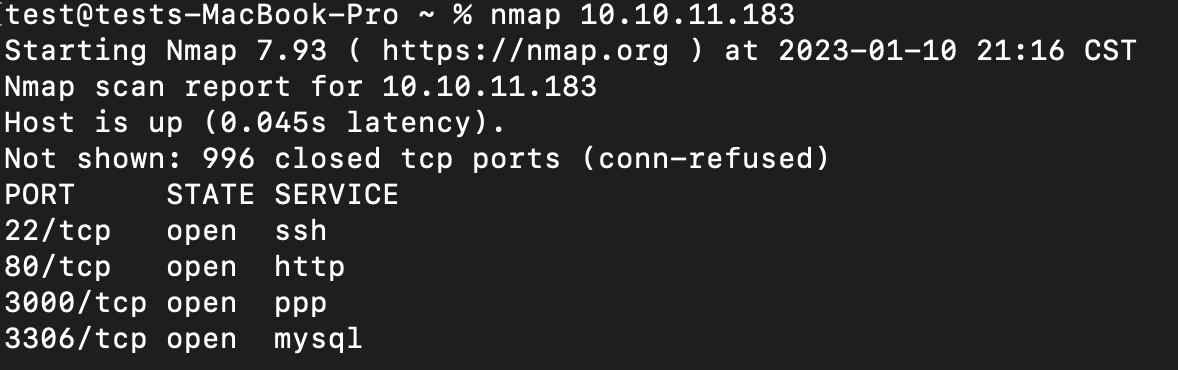 test@tests-MacBook-Pro ~ % nmap 10.10.11.183
Starting Nmap 7.93 ( https://nmap.org ) at 2023-01-10 21:16 CST
Nmap scan report for 10.10.11.183
Host is up (0.045s latency).
Not shown: 996 closed tcp ports (conn-refused)
PORT     STATE SERVICE
22/tcp   open  ssh
80/tcp   open  http
3000/tcp open  ppp
3306/tcp open  mysql